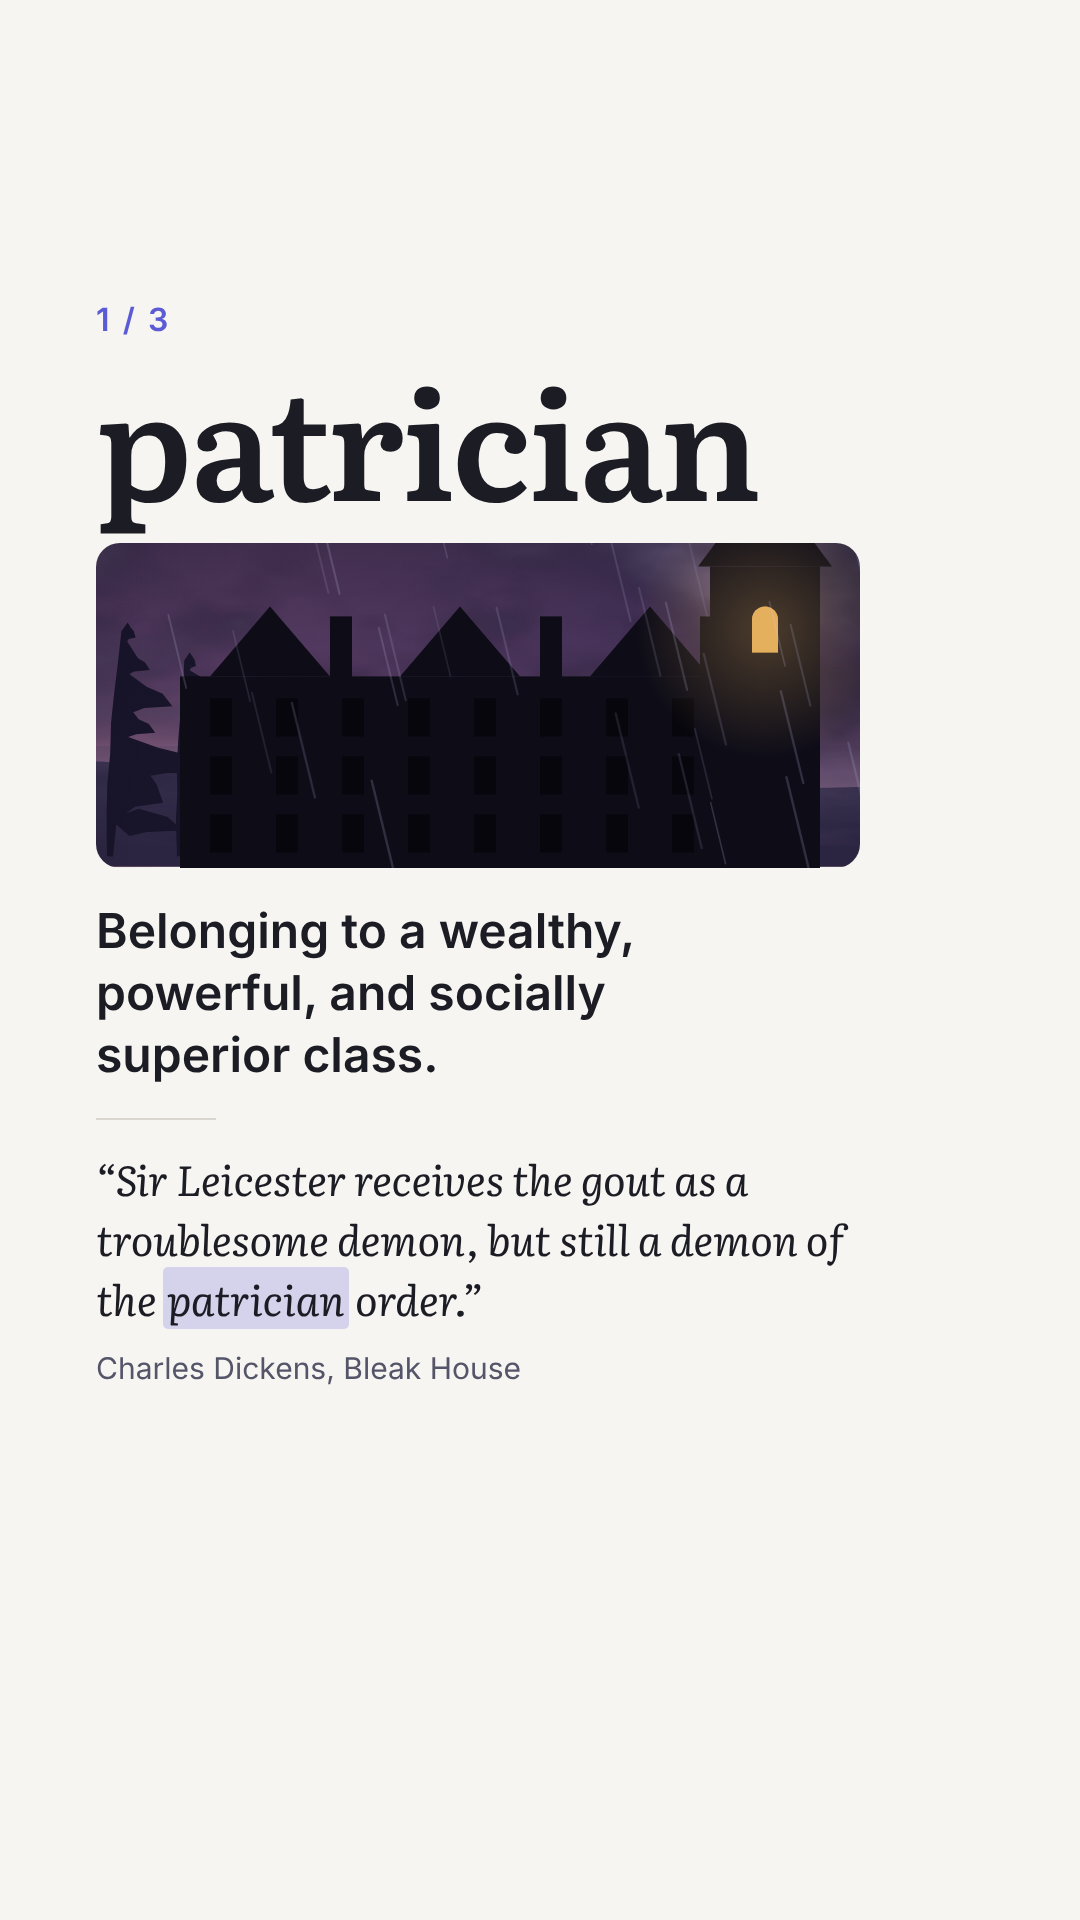 1 / 3
patrician
Belonging to a wealthy,
powerful, and socially
superior class.
“Sir Leicester receives the gout as a
troublesome demon, but still a demon of
the patrician order.”
Charles Dickens, Bleak House